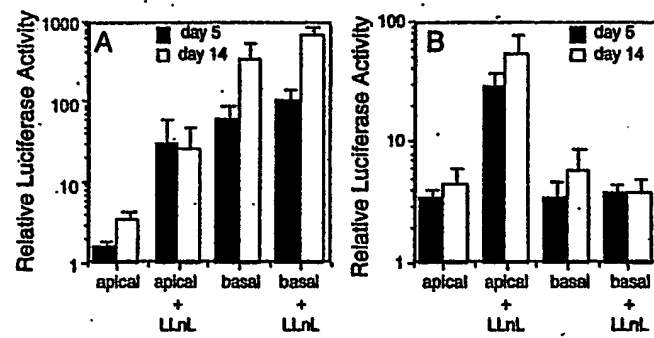 A
B
day 5
day 14
day 5
day 14
Relative Luciferase Activity
1000
100
10
1
apical
apical
+
LLnL
basal
basal
+
LLnL
Relative Luciferase Activity
100
10
1
apical
apical
+
LLnL
basal
basal
+
LLnL